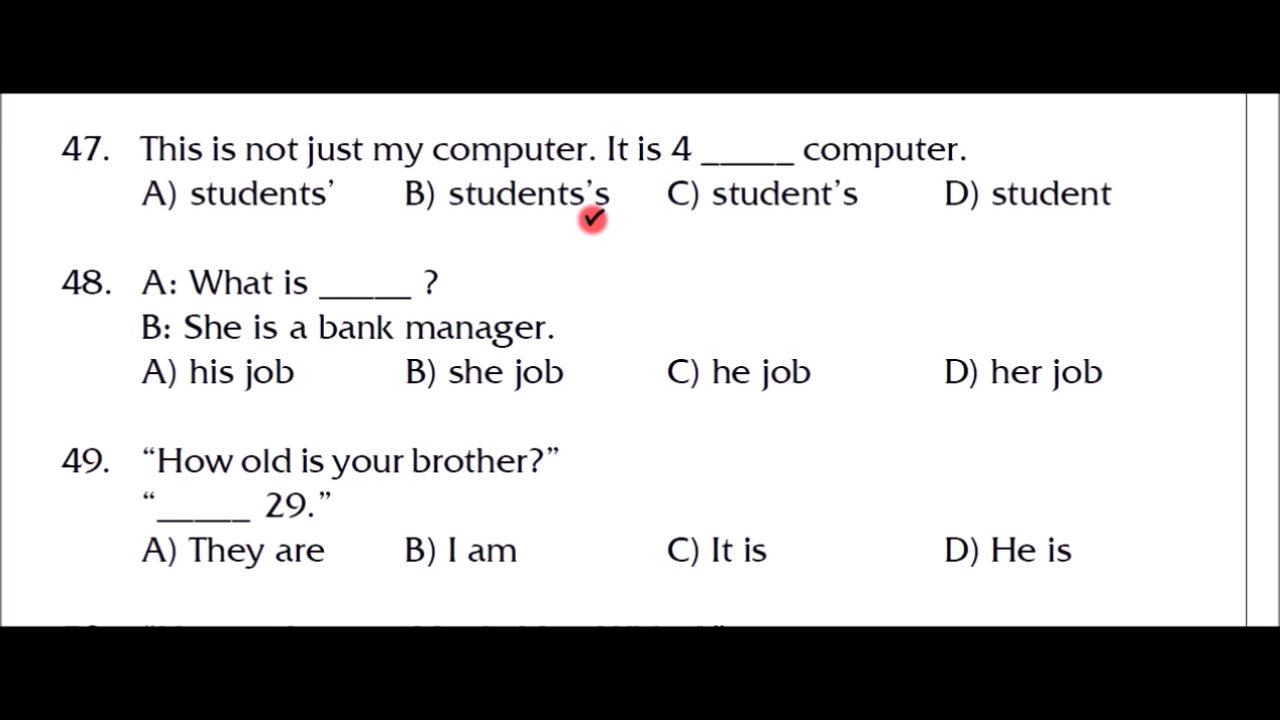 47. This is not just my computer. It is 4 _____ computer.
A) students’ B) students’s C) student’s D) student
48. A: What is _____ ?
B: She is a bank manager.
A) his job B) she job C) he job D) her job
49. “How old is your brother?”
“_____ 29.”
A) They are B) I am C) It is D) He is